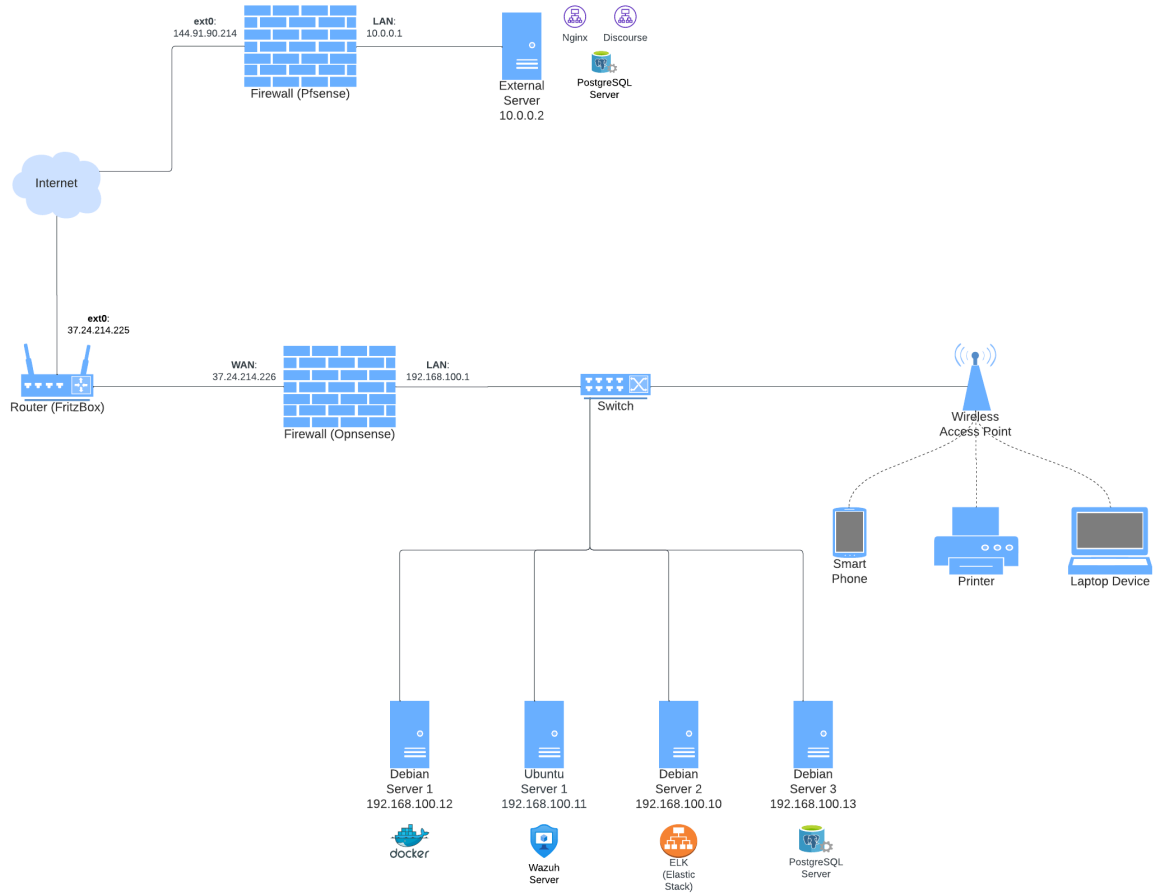 ext0:
144.91.90.214
LAN:
10.0.0.1
Firewall (Pfsense)
External
Server
10.0.0.2
Nginx
Discourse
PostgreSQL
Server
Internet
ext0:
37.24.214.225
Router (FritzBox)
WAN:
37.24.214.226
LAN:
192.168.100.1
Firewall (Opnsense)
Switch
Wireless
Access Point
Smart
Phone
Printer
Laptop Device
Debian
Server 1
192.168.100.12
docker
Ubuntu
Server 1
192.168.100.11
Wazuh
Server
Debian
Server 2
192.168.100.10
ELK
(Elastic
Stack)
Debian
Server 3
192.168.100.13
PostgreSQL
Server